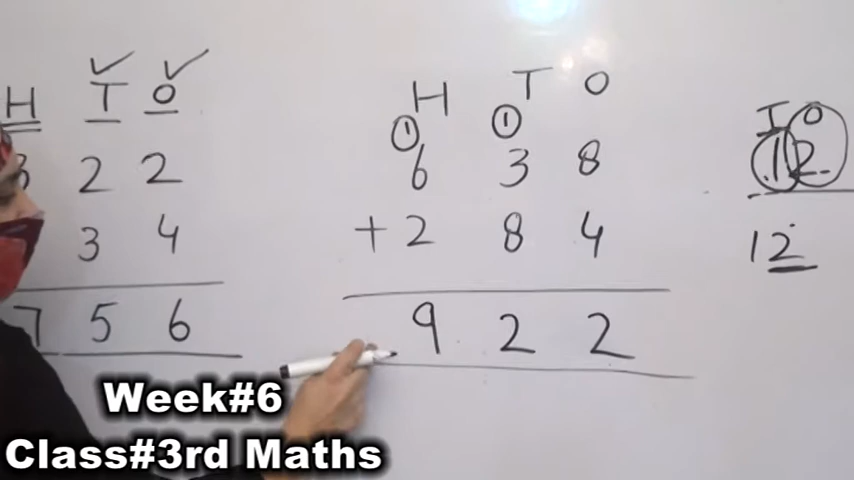 H T O
2 2
3 4
7 5 6
H T O
1 1
6 3 8
+ 2 8 4
9 2 2
T O
12
12
Week#6
Class#3rd Maths